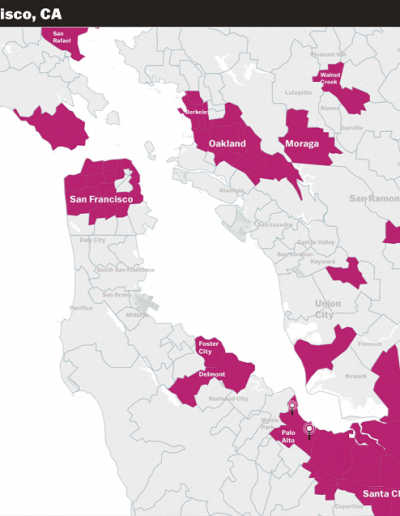 isco, CA
San
Rafael
Pleasant Hill
Walnut
Creek
Lafayette
Alamo
Danville
Berkeley
Oakland
Moraga
San Francisco
Alameda
San Ramon
San Leandro
Castro Valley
San Lorenzo
Hayward
Daly City
South San Francisco
San Bruno
Pacifica
Millbrae
Union
City
Foster
City
Fremont
Delmont
Newark
Redwood City
Menlo
Park
Palo
Alto
Santa Cl
Cupertino